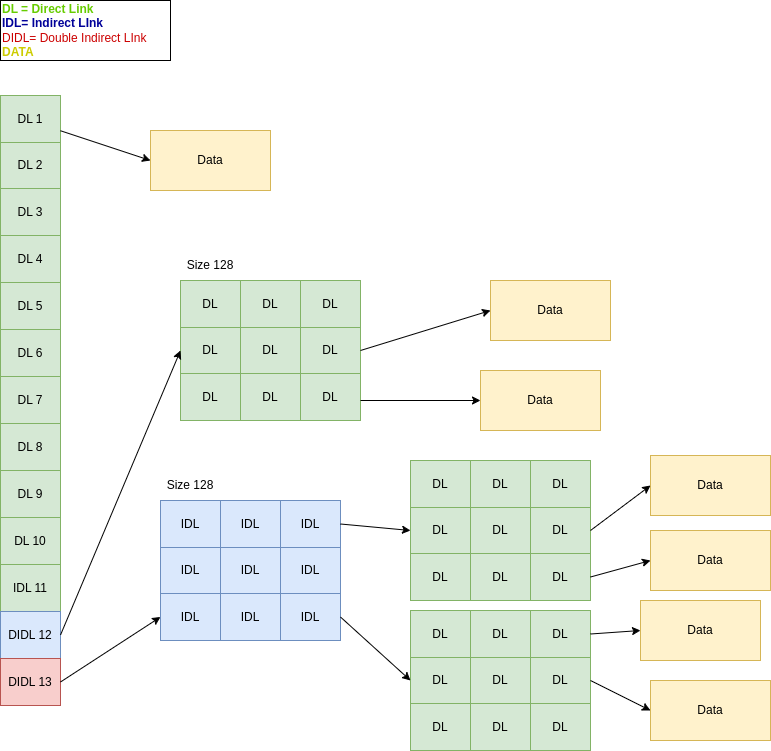 DL = Direct Link
IDL= Indirect LInk
DIDL= Double Indirect LInk
DATA
DL 1
Data
DL 2
DL 3
DL 4
Size 128
DL 5
DL DL DL
Data
DL 6
DL DL DL
DL 7
DL DL DL
Data
DL 8
DL 9
Size 128
DL DL DL
Data
DL 10
IDL IDL IDL
DL DL DL
IDL 11
IDL IDL IDL
DL DL DL
Data
DIDL 12
IDL IDL IDL
DL DL DL
Data
DIDL 13
DL DL DL
Data
DL DL DL